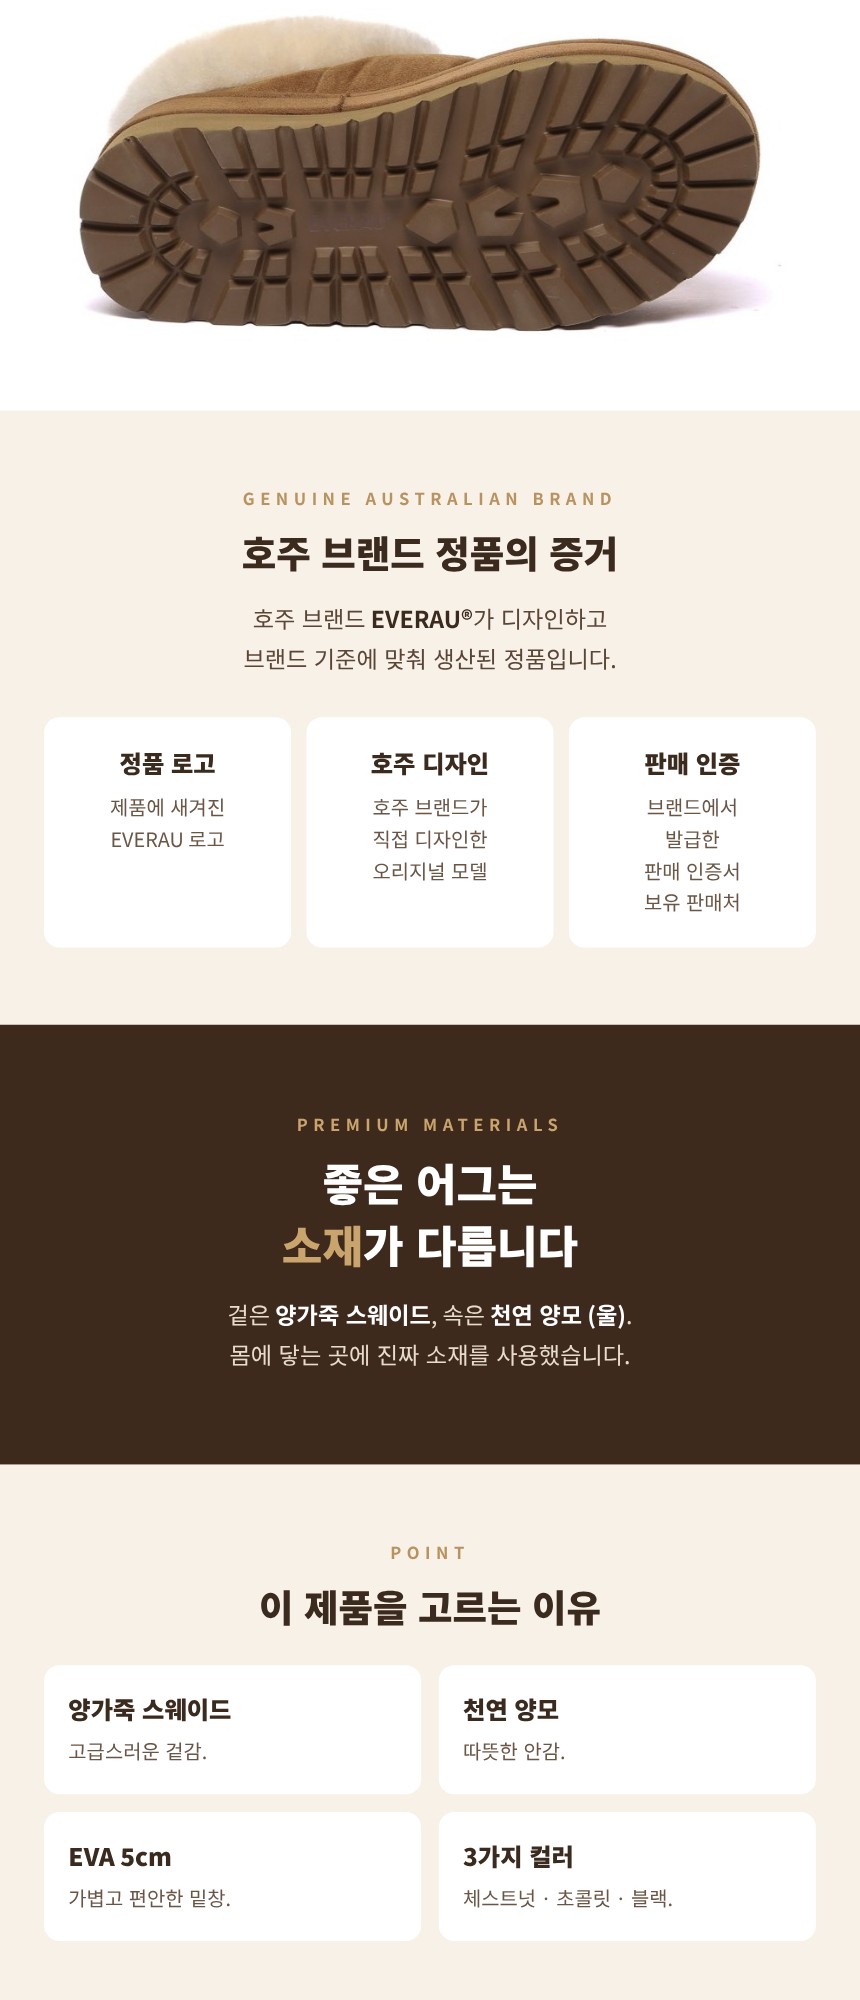 GENUINE AUSTRALIAN BRAND
호주 브랜드 정품의 증거
호주 브랜드 EVERAU®가 디자인하고
브랜드 기준에 맞춰 생산된 정품입니다.
정품 로고
제품에 새겨진
EVERAU 로고
호주 디자인
호주 브랜드가
직접 디자인한
오리지널 모델
판매 인증
브랜드에서
발급한
판매 인증서
보유 판매처
PREMIUM MATERIALS
좋은 어그는
소재가 다릅니다
겉은 양가죽 스웨이드, 속은 천연 양모 (울).
몸에 닿는 곳에 진짜 소재를 사용했습니다.
POINT
이 제품을 고르는 이유
양가죽 스웨이드
고급스러운 겉감.
천연 양모
따뜻한 안감.
EVA 5cm
가볍고 편안한 밑창.
3가지 컬러
체스트넛 · 초콜릿 · 블랙.